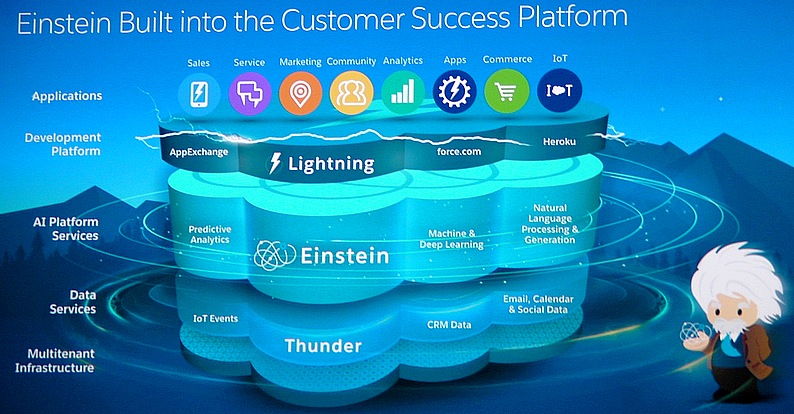 Einstein Built into the Customer Success Platform
Sales Service Marketing Community Analytics Apps Commerce IoT
Applications
I T
Development
Platform
AppExchange
Lightning
force.com
Heroku
AI Platform
Services
Predictive
Analytics
Einstein
Machine &
Deep Learning
Natural
Language
Processing &
Generation
Data
Services
IoT Events
Thunder
CRM Data
Email, Calendar
& Social Data
Multitenant
Infrastructure